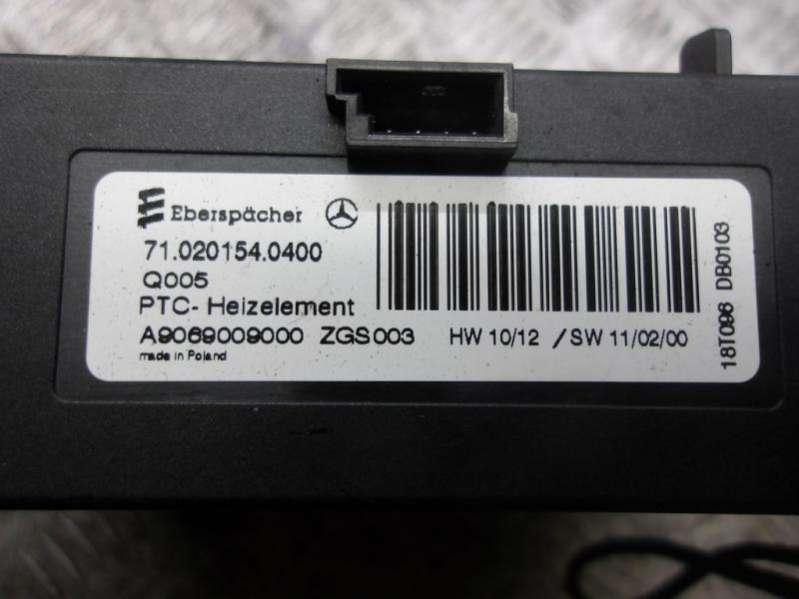 Eberspächer
71.020154.0400
Q005
PTC- Heizelement
A9069009000 ZGS003 HW 10/12 / SW 11/02/00
made in Poland
18T096 DB0103